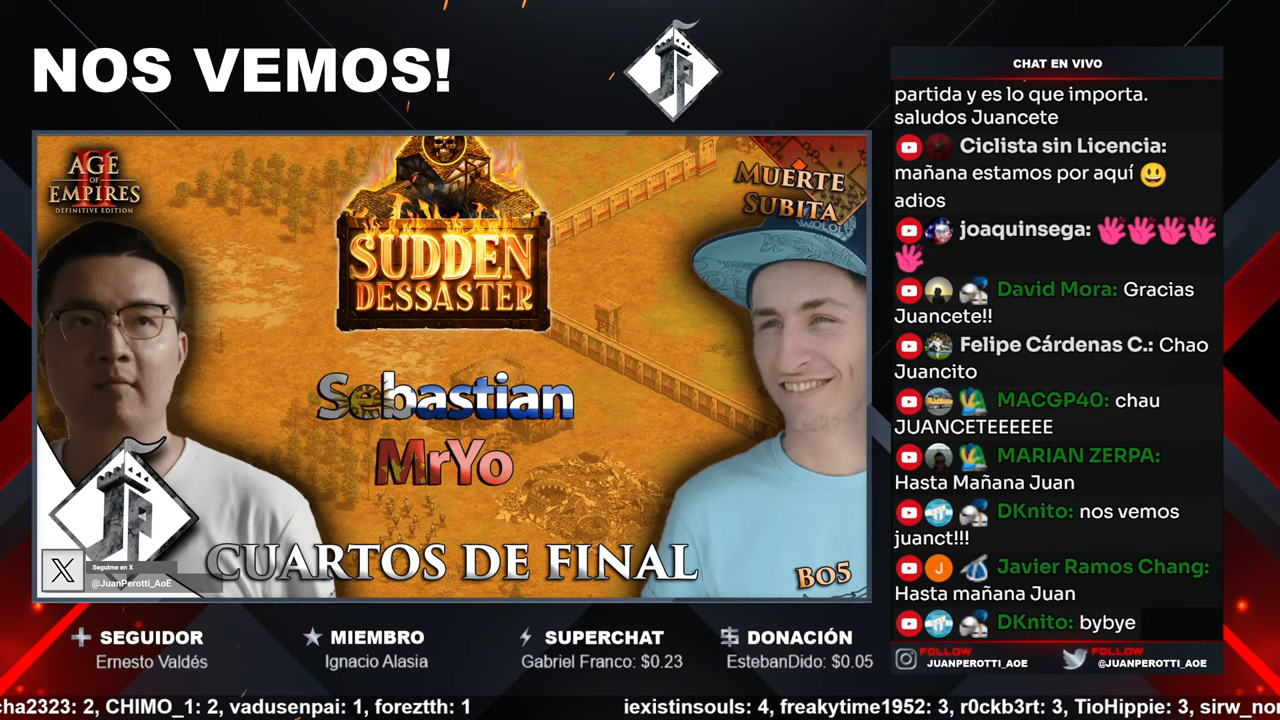 NOS VEMOS!
AGE
OF
EMPIRES
II
DEFINITIVE EDITION
SUDDEN
DESSASTER
MUERTE
SUBITA
WOLOLO
Sebastian
MrYo
CUARTOS DE FINAL
BO5
JP
X
Seguime en X
@JuanPerotti_AoE
SEGUIDOR
Ernesto Valdés
MIEMBRO
Ignacio Alasia
SUPERCHAT
Gabriel Franco: $0.23
DONACIÓN
EstebanDido: $0.05
CHAT EN VIVO
partida y es lo que importa.
saludos Juancete
Ciclista sin Licencia:
mañana estamos por aquí 😃
adios
joaquinsega:
David Mora: Gracias
Juancete!!
Felipe Cárdenas C.: Chao
Juancito
MACGP40: chau
JUANCETEEEEEE
MARIAN ZERPA:
Hasta Mañana Juan
DKnito: nos vemos
juanct!!!
J Javier Ramos Chang:
Hasta mañana Juan
DKnito: bybye
FOLLOW
JUANPEROTTI_AOE
FOLLOW
@JUANPEROTTI_AOE
cha2323: 2, CHIMO_1: 2, vadusenpai: 1, foreztth: 1 iexistinsouls: 4, freakytime1952: 3, r0ckb3rt: 3, TioHippie: 3, sirw_nor